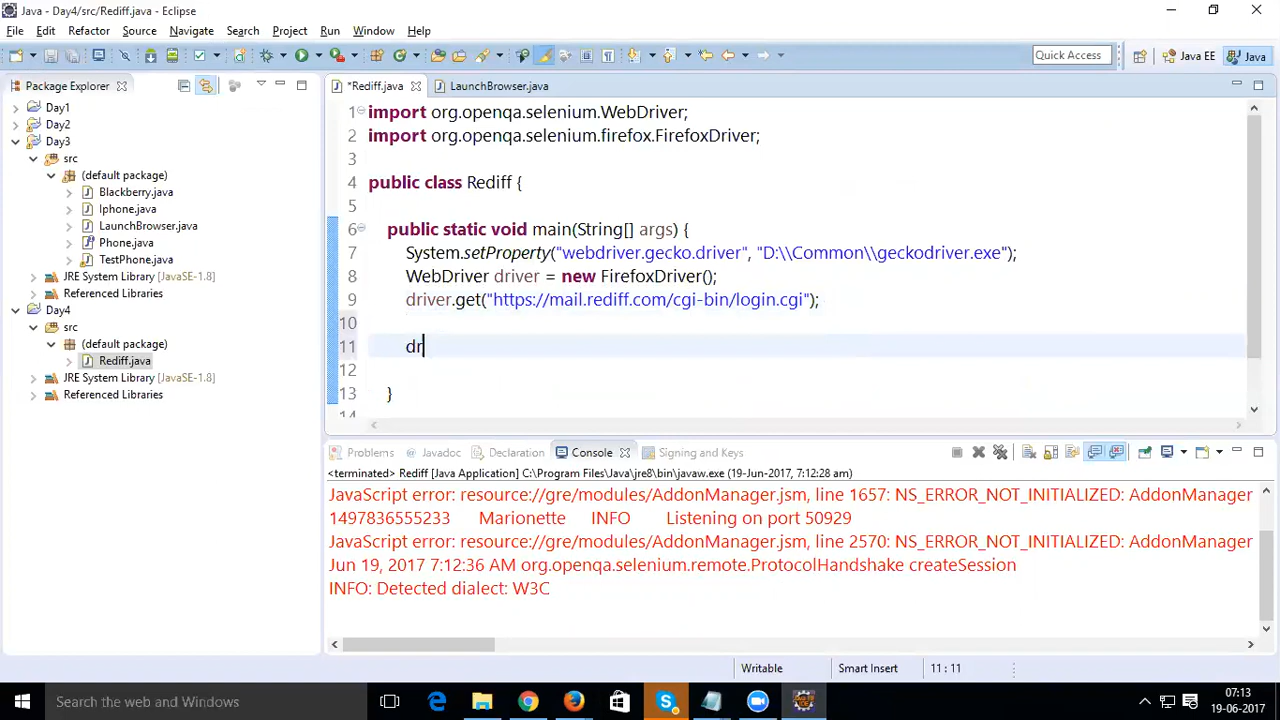 Java - Day4/src/Rediff.java - Eclipse
File Edit Refactor Source Navigate Search Project Run Window Help
Quick Access
Java EE
Java
Package Explorer
Day1
Day2
Day3
src
(default package)
Blackberry.java
Iphone.java
LaunchBrowser.java
Phone.java
TestPhone.java
JRE System Library [JavaSE-1.8]
Referenced Libraries
Day4
src
(default package)
Rediff.java
JRE System Library [JavaSE-1.8]
Referenced Libraries
*Rediff.java
LaunchBrowser.java
1 import org.openqa.selenium.WebDriver;
2 import org.openqa.selenium.firefox.FirefoxDriver;
3
4 public class Rediff {
5
6 public static void main(String[] args) {
7 System.setProperty("webdriver.gecko.driver", "D:\\Common\\geckodriver.exe");
8 WebDriver driver = new FirefoxDriver();
9 driver.get("https://mail.rediff.com/cgi-bin/login.cgi");
10
11 dr
12
13 }
14
Problems Javadoc Declaration Console Signing and Keys
<terminated> Rediff [Java Application] C:\Program Files\Java\jre8\bin\javaw.exe (19-Jun-2017, 7:12:28 am)
JavaScript error: resource://gre/modules/AddonManager.jsm, line 1657: NS_ERROR_NOT_INITIALIZED: AddonManager
1497836555233 Marionette INFO Listening on port 50929
JavaScript error: resource://gre/modules/AddonManager.jsm, line 2570: NS_ERROR_NOT_INITIALIZED: AddonManager
Jun 19, 2017 7:12:36 AM org.openqa.selenium.remote.ProtocolHandshake createSession
INFO: Detected dialect: W3C
Writable
Smart Insert
11 : 11
Search the web and Windows
07:13
19-06-2017